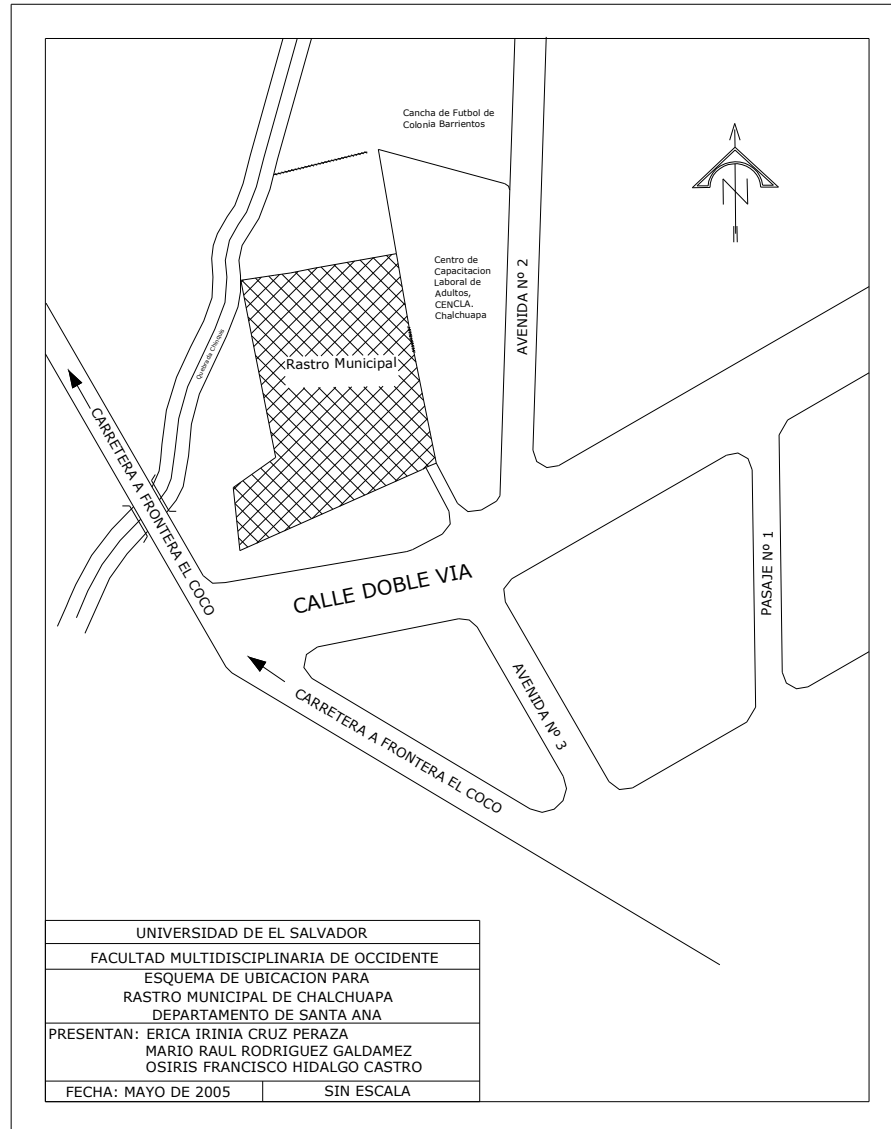 Cancha de Futbol de
Colonia Barrientos
N
Centro de
Capacitacion
Laboral de
Adultos,
CENCLA.
Chalchuapa
AVENIDA Nº 2
Rastro Municipal
CARRETERA A FRONTERA EL COCO
CALLE DOBLE VIA
PASAJE Nº 1
AVENIDA Nº 3
CARRETERA A FRONTERA EL COCO
UNIVERSIDAD DE EL SALVADOR
FACULTAD MULTIDISCIPLINARIA DE OCCIDENTE
ESQUEMA DE UBICACION PARA
RASTRO MUNICIPAL DE CHALCHUAPA
DEPARTAMENTO DE SANTA ANA
PRESENTAN: ERICA IRINIA CRUZ PERAZA
MARIO RAUL RODRIGUEZ GALDAMEZ
OSIRIS FRANCISCO HIDALGO CASTRO
FECHA: MAYO DE 2005
SIN ESCALA